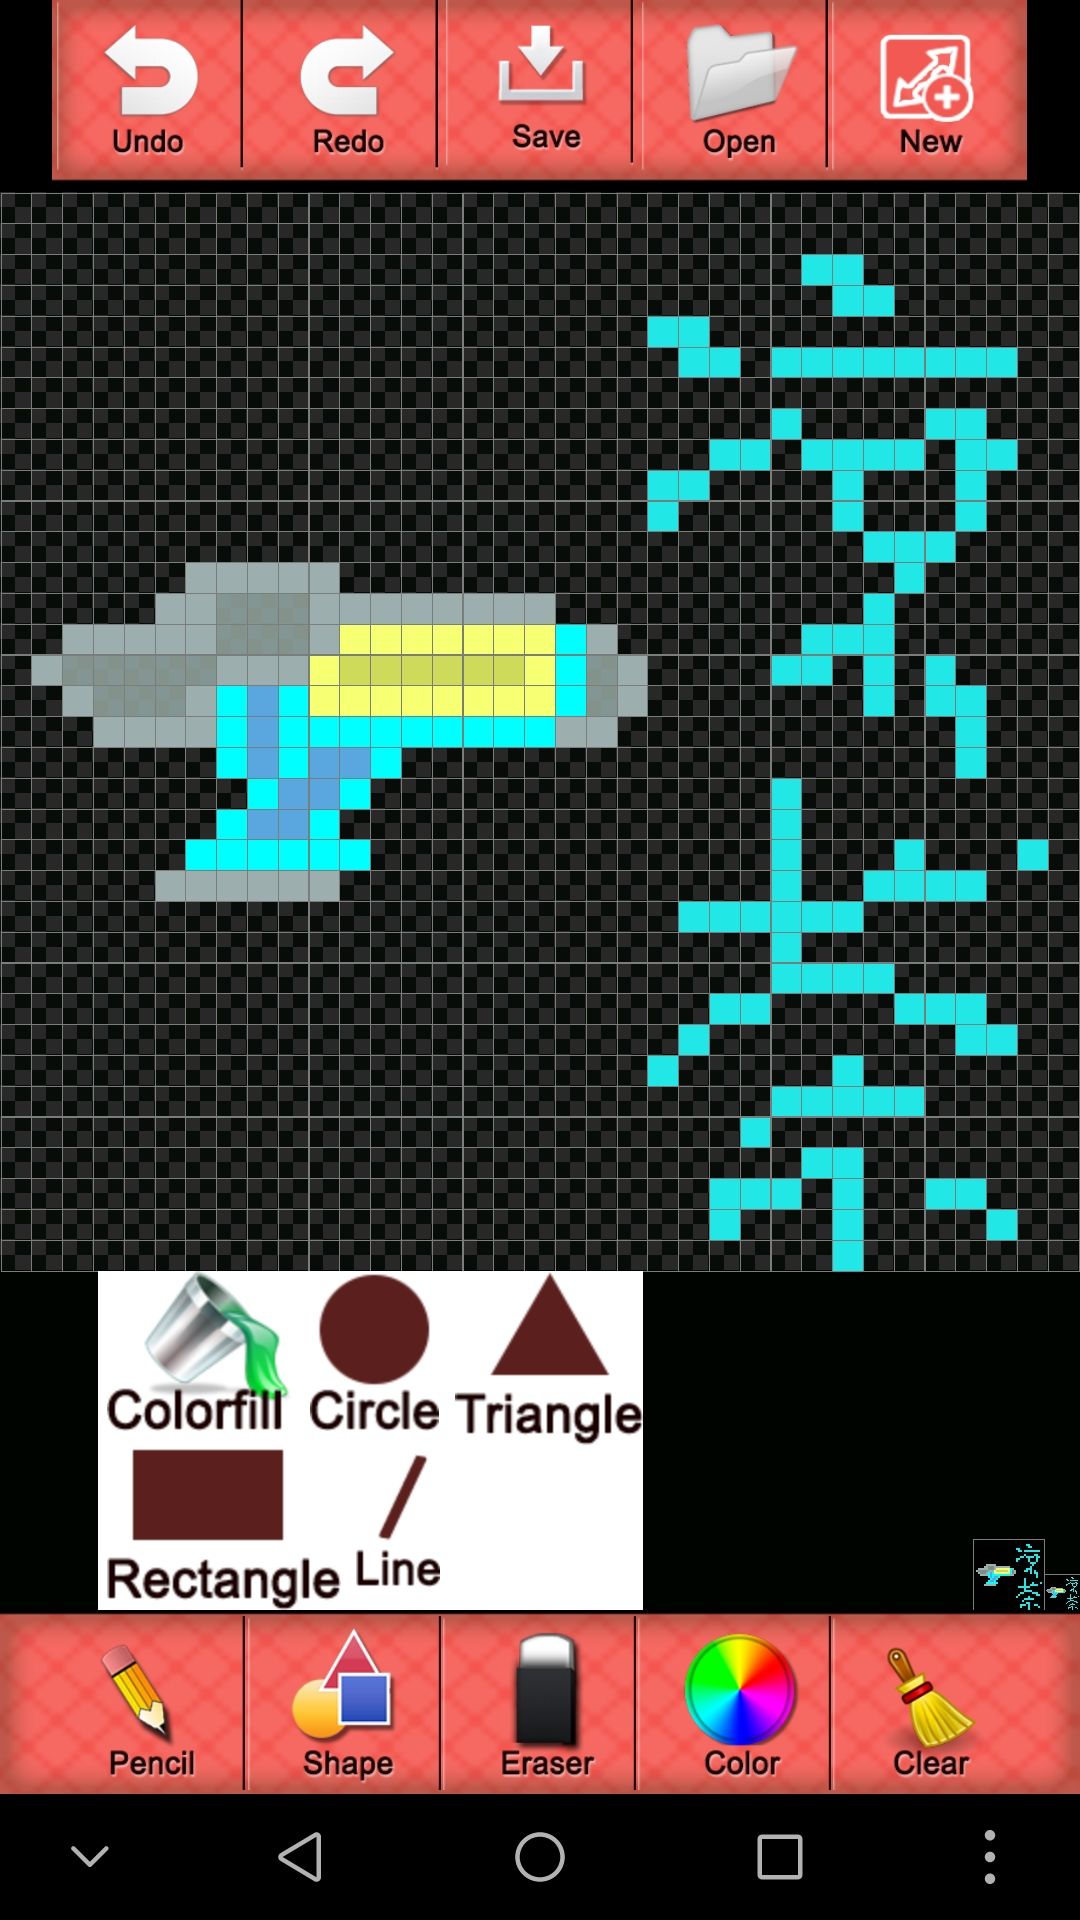 Undo
Redo
Save
Open
New
Colorfill
Circle
Triangle
Rectangle
Line
Pencil
Shape
Eraser
Color
Clear